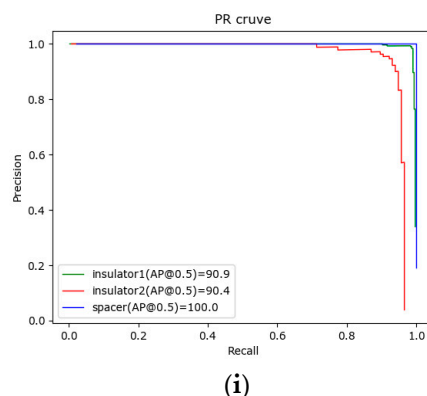 PR cruve
1.0
0.8
0.6
0.4
0.2
0.0
Precision
insulator1(AP@0.5)=90.9
insulator2(AP@0.5)=90.4
spacer(AP@0.5)=100.0
0.0 0.2 0.4 0.6 0.8 1.0
Recall
(i)